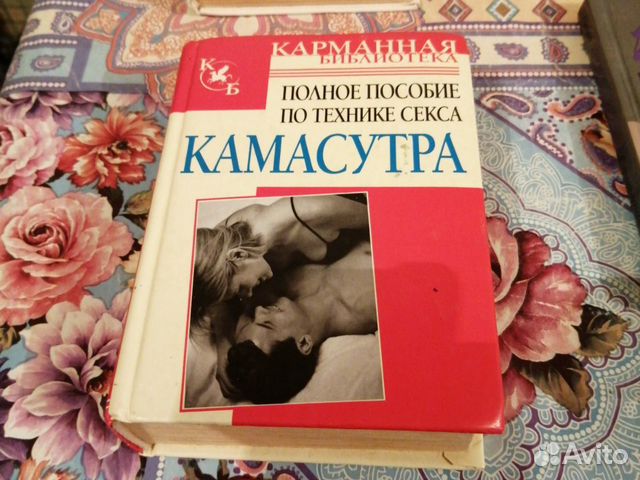 КАРМАННАЯ
БИБЛИОТЕКА
К
Б
ПОЛНОЕ ПОСОБИЕ
ПО ТЕХНИКЕ СЕКСА
КАМАСУТРА
Avito